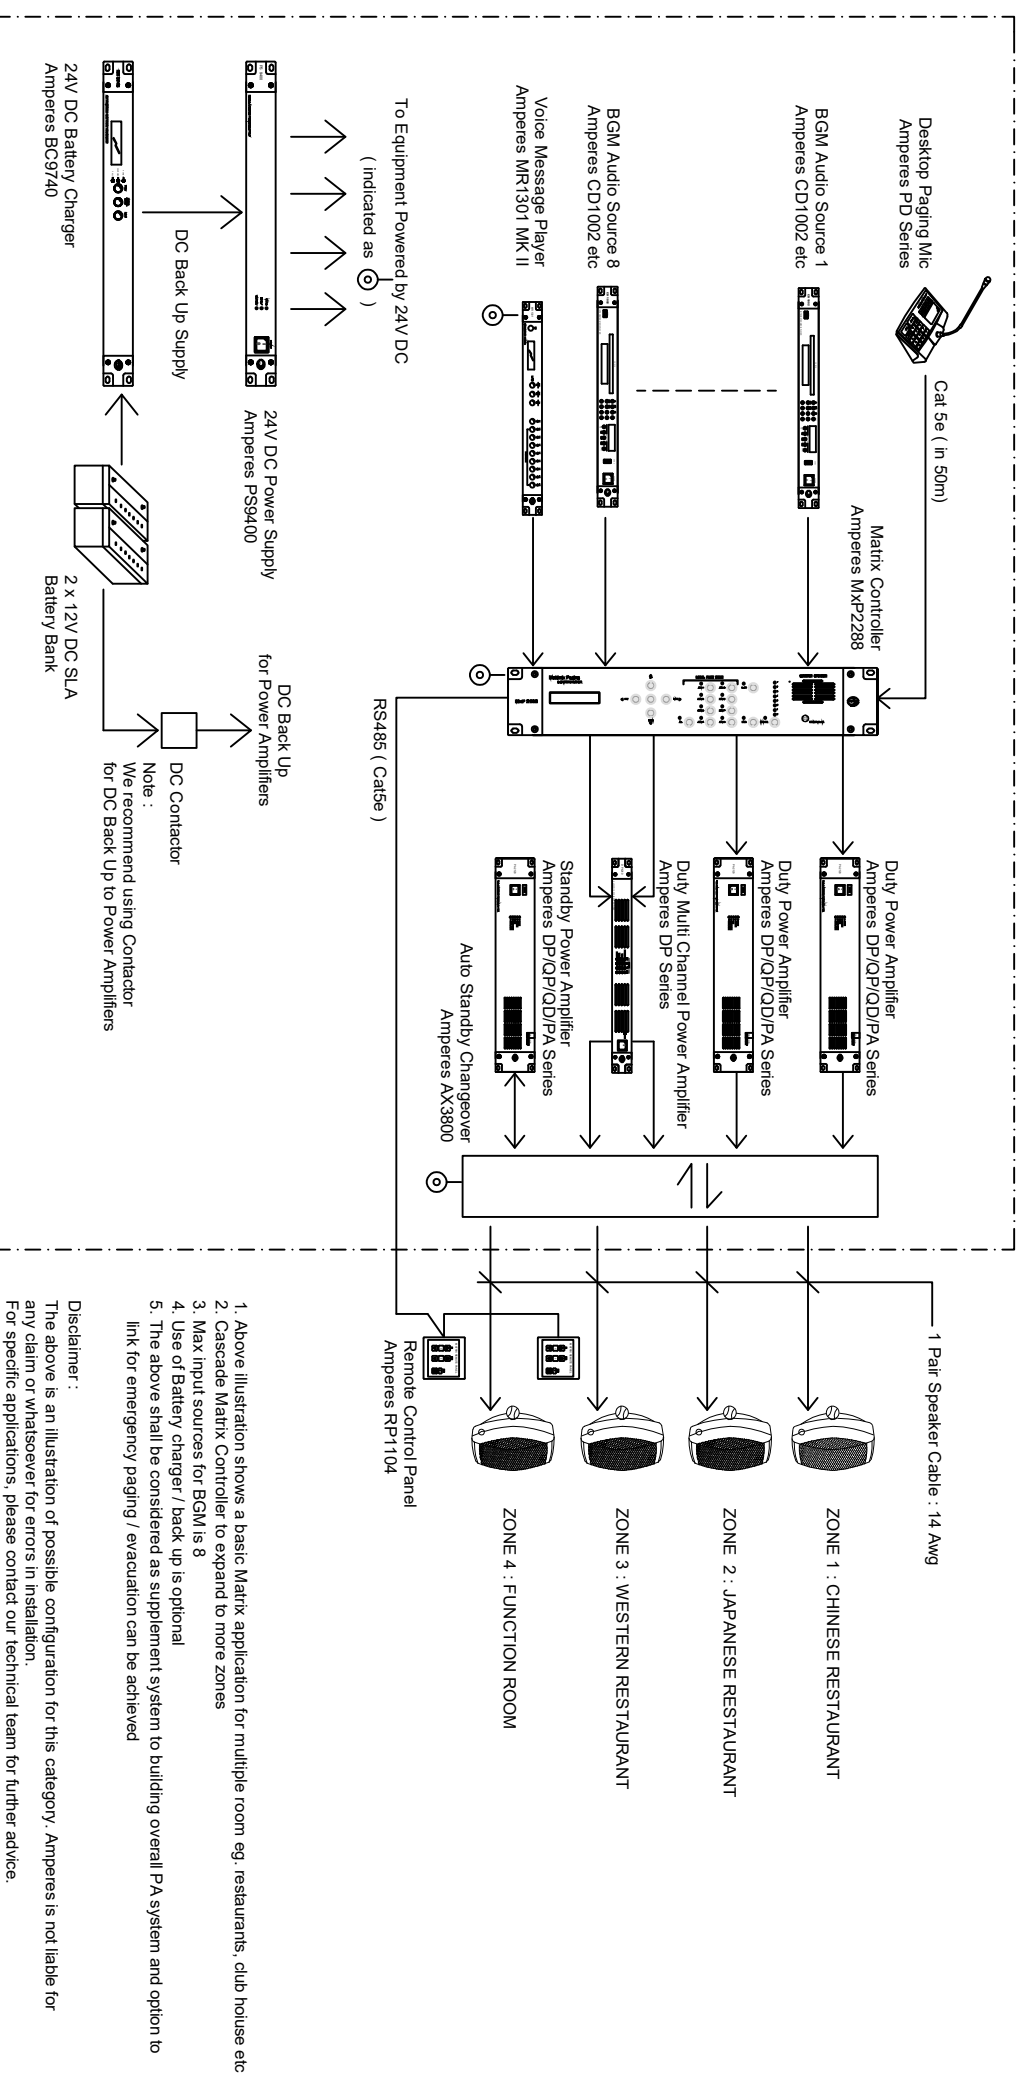 Desktop Paging Mic
Amperes PD Series
Cat 5e ( in 50m)
BGM Audio Source 1
Amperes CD1002 etc
BGM Audio Source 8
Amperes CD1002 etc
Voice Message Player
Amperes MR1301 MK II
Matrix Controller
Amperes MxP2288
Duty Power Amplifier
Amperes DP/QP/QD/PA Series
Duty Power Amplifier
Amperes DP/QP/QD/PA Series
Duty Multi Channel Power Amplifier
Amperes DP Series
Standby Power Amplifier
Amperes DP/QP/QD/PA Series
Auto Standby Changeover
Amperes AX3800
1 Pair Speaker Cable : 14 Awg
ZONE 1 : CHINESE RESTAURANT
ZONE 2 : JAPANESE RESTAURANT
ZONE 3 : WESTERN RESTAURANT
ZONE 4 : FUNCTION ROOM
Remote Control Panel
Amperes RP1104
RS485 ( Cat5e )
To Equipment Powered by 24V DC
( indicated as )
24V DC Power Supply
Amperes PS9400
DC Back Up Supply
24V DC Battery Charger
Amperes BC9740
2 x 12V DC SLA
Battery Bank
DC Back Up
for Power Amplifiers
DC Contactor
Note :
We recommend using Contactor
for DC Back Up to Power Amplifiers
1. Above illustration shows a basic Matrix application for multiple room eg. restaurants, club hoiuse etc
2. Cascade Matrix Controller to expand to more zones
3. Max input sources for BGM is 8
4. Use of Battery charger / back up is optional
5. The above shall be considered as supplement system to building overall PA system and option to
link for emergency paging / evacuation can be achieved
Disclaimer :
The above is an illustration of possible configuration for this category. Amperes is not liable for
any claim or whatsoever for errors in installation.
For specific applications, please contact our technical team for further advice.